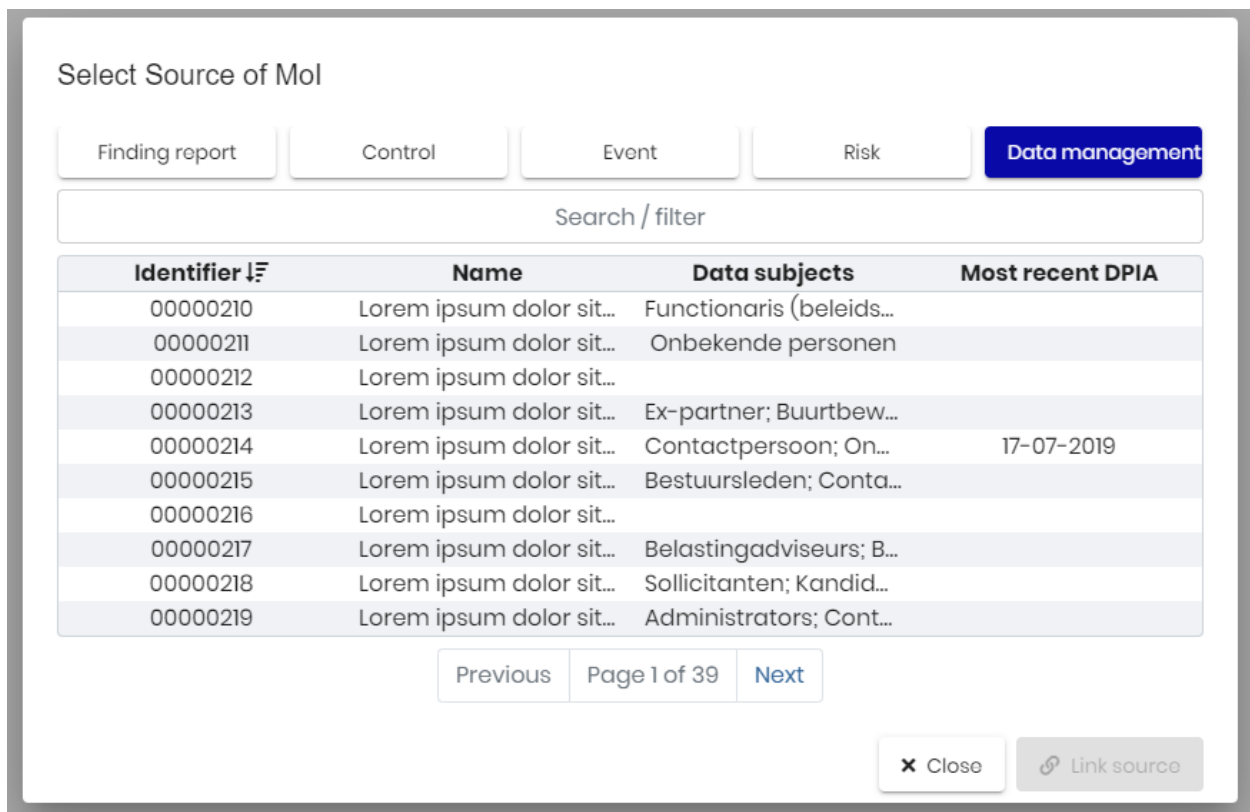 Select Source of MoI
Finding report Control Event Risk Data management
Search / filter
Identifier Name Data subjects Most recent DPIA
00000210 Lorem ipsum dolor sit... Functionaris (beleids...
00000211 Lorem ipsum dolor sit... Onbekende personen
00000212 Lorem ipsum dolor sit...
00000213 Lorem ipsum dolor sit... Ex-partner; Buurtbew...
00000214 Lorem ipsum dolor sit... Contactpersoon; On... 17-07-2019
00000215 Lorem ipsum dolor sit... Bestuursleden; Conta...
00000216 Lorem ipsum dolor sit...
00000217 Lorem ipsum dolor sit... Belastingadviseurs; B...
00000218 Lorem ipsum dolor sit... Sollicitanten; Kandid...
00000219 Lorem ipsum dolor sit... Administrators; Cont...
Previous Page 1 of 39 Next
Close Link source